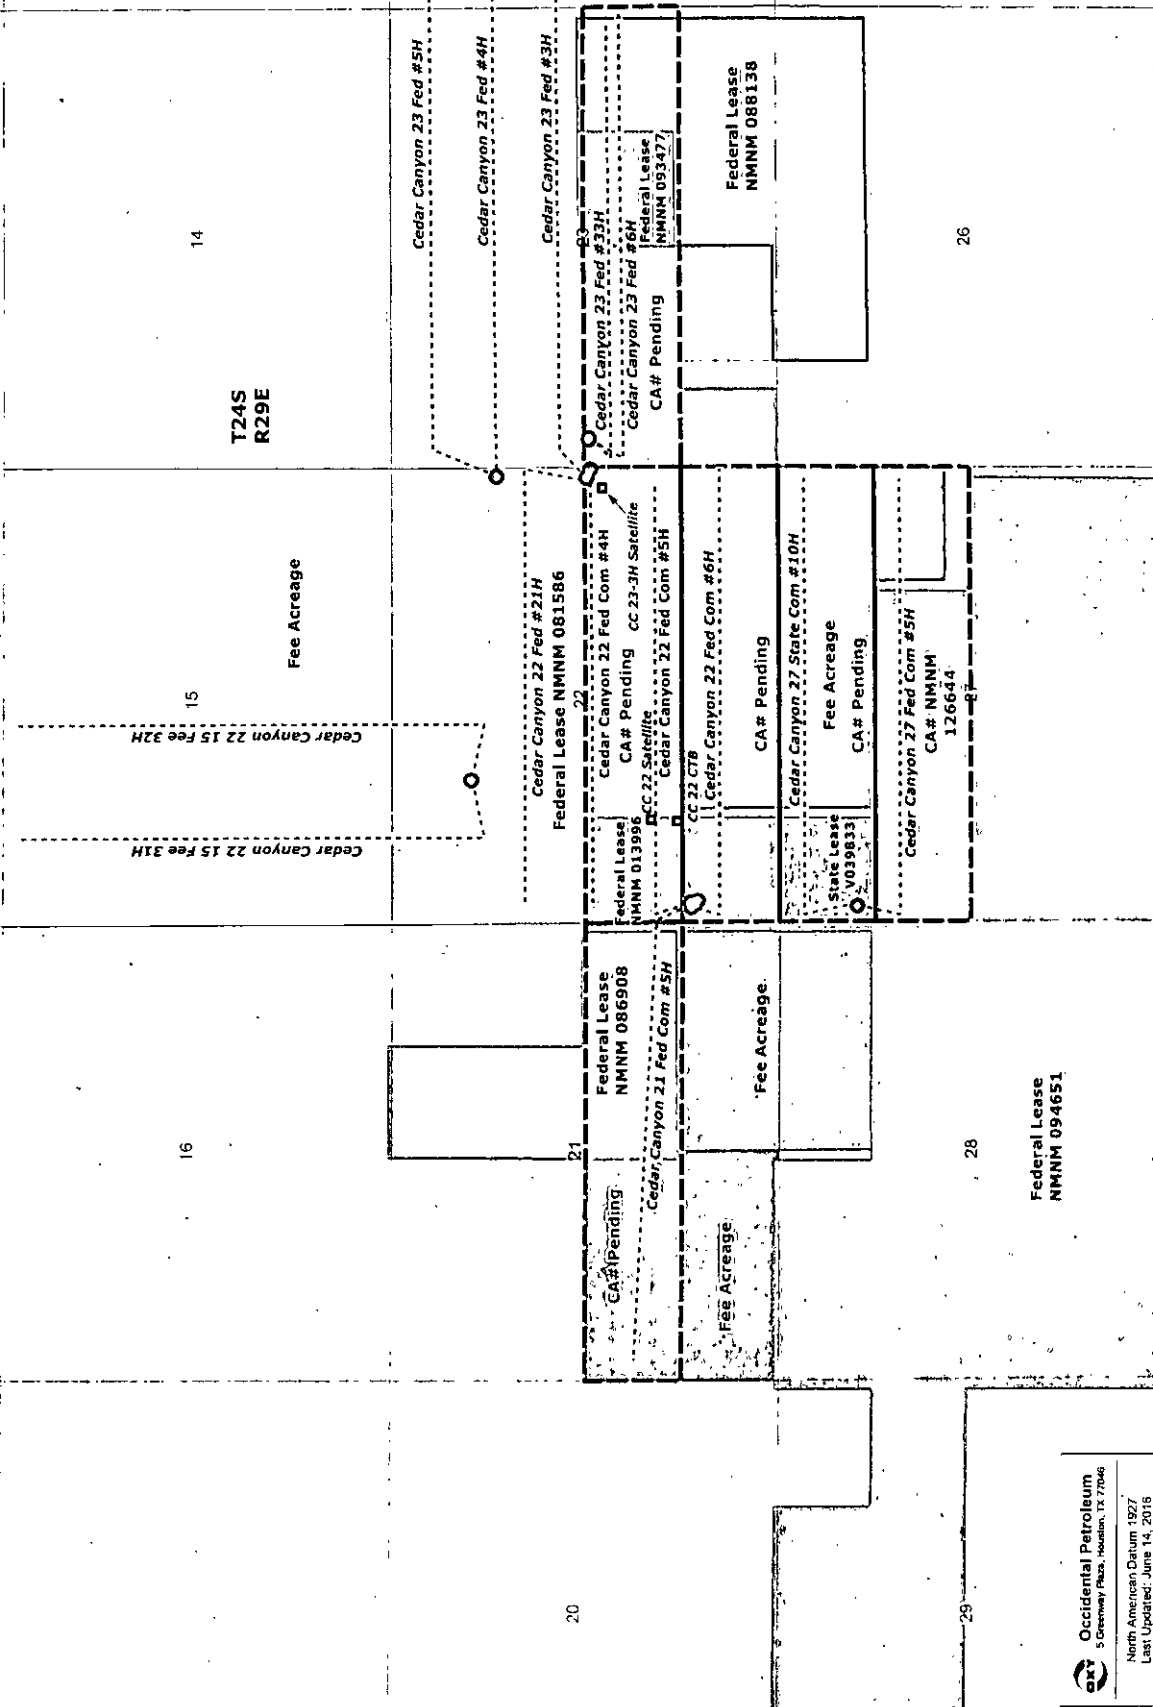 14
Cedar Canyon 23 Fed #5H
Cedar Canyon 23 Fed #4H
Cedar Canyon 23 Fed #3H
23
Cedar Canyon 23 Fed #33H
Cedar Canyon 23 Fed #6H
Federal Lease
NMNM 093477
CA# Pending
Federal Lease
NMNM 088138
26
T24S
R29E
Fee Acreage
15
Cedar Canyon 22 15 Fee 32H
Cedar Canyon 22 15 Fee 31H
Cedar Canyon 22 Fed #21H
Federal Lease NMNM 081586
22
Cedar Canyon 22 Fed Com #4H
CA# Pending
CC 23-3H Satellite
CC 22 Satellite
Cedar Canyon 22 Fed Com #5H
Federal Lease
NMNM 013996
CC 22 CTB
Cedar Canyon 22 Fed Com #6H
CA# Pending
Cedar Canyon 27 State Com #10H
Fee Acreage
CA# Pending
State Lease
V039833
Cedar Canyon 27 Fed Com #5H
CA# NMNM
126644
27
16
21
Federal Lease
NMNM 086908
Cedar Canyon 21 Fed Com #5H
CA# Pending
Fee Acreage
Fee Acreage
28
Federal Lease
NMNM 094651
20
29
OXY
Occidental Petroleum
5 Greenway Plaza, Houston, TX 77046
North American Datum 1927
Last Updated: June 14, 2016